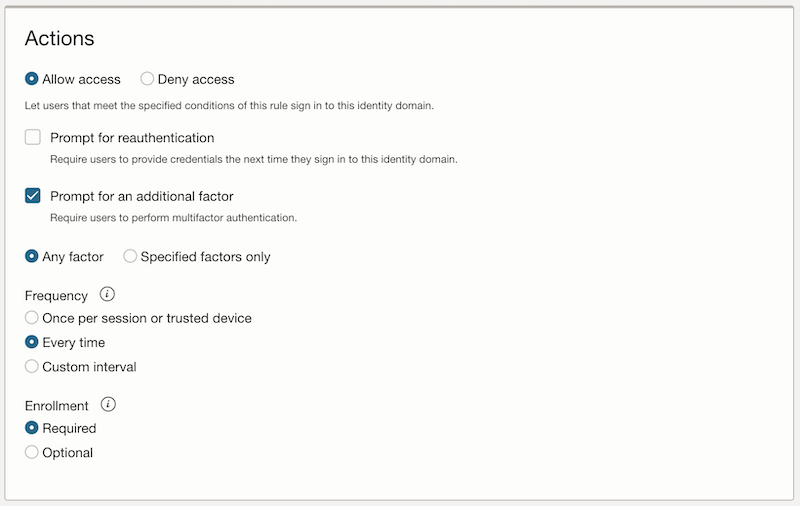 Actions
Allow access Deny access
Let users that meet the specified conditions of this rule sign in to this identity domain.
Prompt for reauthentication
Require users to provide credentials the next time they sign in to this identity domain.
Prompt for an additional factor
Require users to perform multifactor authentication.
Any factor Specified factors only
Frequency i
Once per session or trusted device
Every time
Custom interval
Enrollment i
Required
Optional